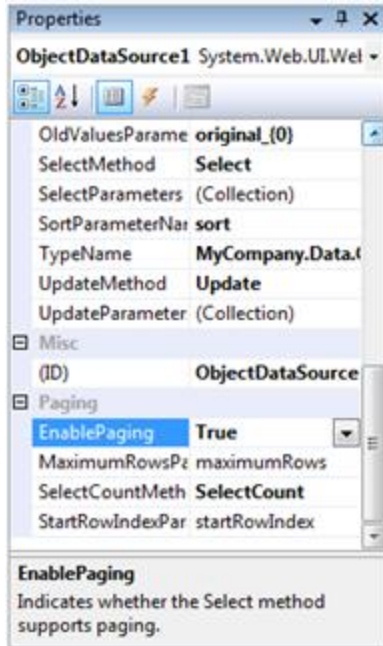 Properties
ObjectDataSource1 System.Web.UI.Wel
OldValuesParame original_{0}
SelectMethod Select
SelectParameters (Collection)
SortParameterNar sort
TypeName MyCompany.Data.(
UpdateMethod Update
UpdateParameter (Collection)
Misc
(ID) ObjectDataSource
Paging
EnablePaging True
MaximumRowsPa maximumRows
SelectCountMeth SelectCount
StartRowIndexPar startRowIndex
EnablePaging
Indicates whether the Select method
supports paging.